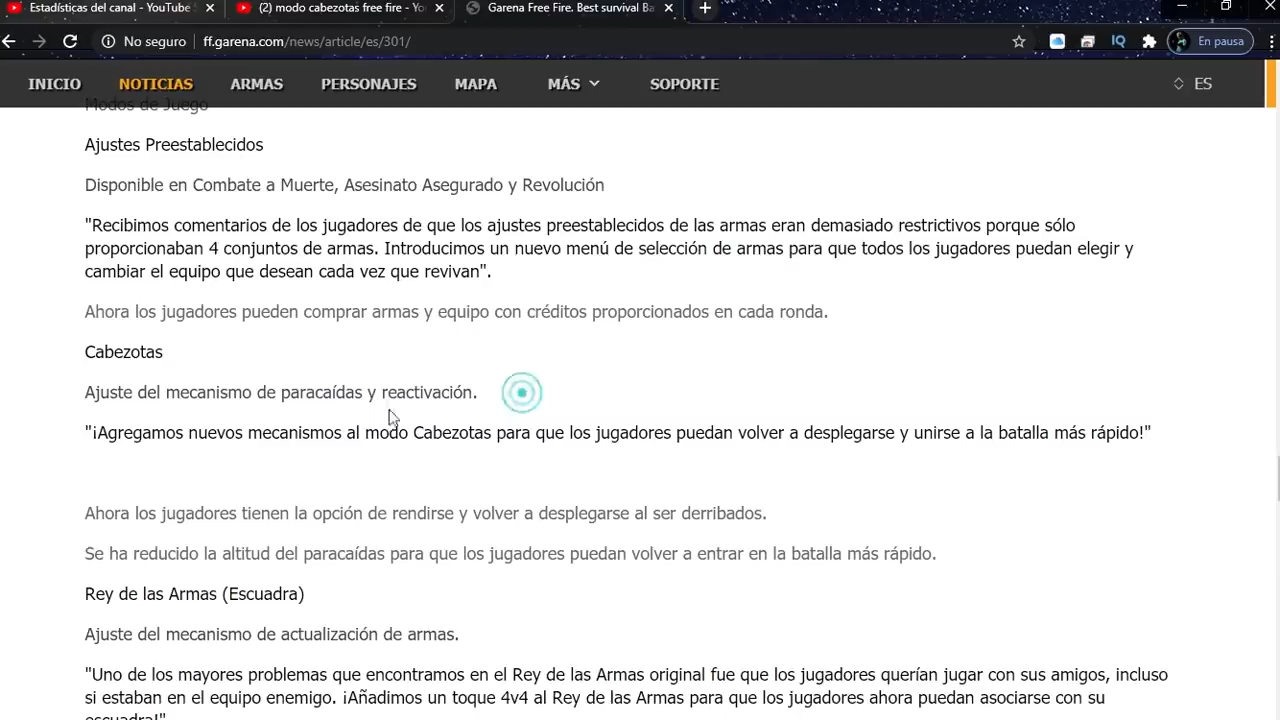 Estadísticas del canal - YouTube S
(2) modo cabezotas free fire - Yo
Garena Free Fire. Best survival Ba
No seguro
ff.garena.com/news/article/es/301/
En pausa
INICIO
NOTICIAS
ARMAS
PERSONAJES
MAPA
MÁS
SOPORTE
ES
Modos de Juego
Ajustes Preestablecidos
Disponible en Combate a Muerte, Asesinato Asegurado y Revolución
"Recibimos comentarios de los jugadores de que los ajustes preestablecidos de las armas eran demasiado restrictivos porque sólo
proporcionaban 4 conjuntos de armas. Introducimos un nuevo menú de selección de armas para que todos los jugadores puedan elegir y
cambiar el equipo que desean cada vez que revivan".
Ahora los jugadores pueden comprar armas y equipo con créditos proporcionados en cada ronda.
Cabezotas
Ajuste del mecanismo de paracaídas y reactivación.
"¡Agregamos nuevos mecanismos al modo Cabezotas para que los jugadores puedan volver a desplegarse y unirse a la batalla más rápido!"
Ahora los jugadores tienen la opción de rendirse y volver a desplegarse al ser derribados.
Se ha reducido la altitud del paracaídas para que los jugadores puedan volver a entrar en la batalla más rápido.
Rey de las Armas (Escuadra)
Ajuste del mecanismo de actualización de armas.
"Uno de los mayores problemas que encontramos en el Rey de las Armas original fue que los jugadores querían jugar con sus amigos, incluso
si estaban en el equipo enemigo. ¡Añadimos un toque 4v4 al Rey de las Armas para que los jugadores ahora puedan asociarse con su
escuadra!"